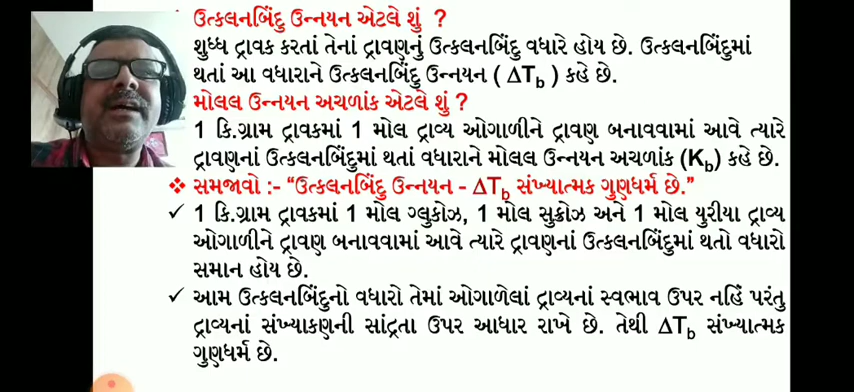 ઉત્કલનબિંદુ ઉન્નયન એટલે શું ?
શુધ્ધ દ્રાવક કરતાં તેનાં દ્રાવણનું ઉત્કલનબિંદુ વધારે હોય છે. ઉત્કલનબિંદુમાં
થતાં આ વધારાને ઉત્કલનબિંદુ ઉન્નયન ( ΔTb ) કહે છે.
મોલલ ઉન્નયન અચળાંક એટલે શું ?
1 કિ.ગ્રામ દ્રાવકમાં 1 મોલ દ્રાવ્ય ઓગાળીને દ્રાવણ બનાવવામાં આવે ત્યારે
દ્રાવણનાં ઉત્કલનબિંદુમાં થતાં વધારાને મોલલ ઉન્નયન અચળાંક (Kb) કહે છે.
❖ સમજાવો :- “ઉત્કલનબિંદુ ઉન્નયન - ΔTb સંખ્યાત્મક ગુણધર્મ છે.”
✓ 1 કિ.ગ્રામ દ્રાવકમાં 1 મોલ ગ્લુકોઝ, 1 મોલ સુક્રોઝ અને 1 મોલ યુરીયા દ્રાવ્ય
ઓગાળીને દ્રાવણ બનાવવામાં આવે ત્યારે દ્રાવણનાં ઉત્કલનબિંદુમાં થતો વધારો
સમાન હોય છે.
✓ આમ ઉત્કલનબિંદુનો વધારો તેમાં ઓગાળેલાં દ્રાવ્યનાં સ્વભાવ ઉપર નહિં પરંતુ
દ્રાવ્યનાં સંખ્યાકણની સાંદ્રતા ઉપર આધાર રાખે છે. તેથી ΔTb સંખ્યાત્મક
ગુણધર્મ છે.